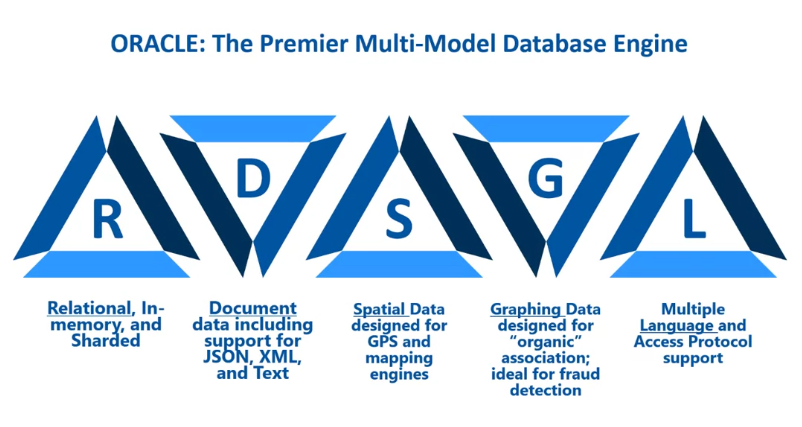 ORACLE: The Premier Multi-Model Database Engine
R
D
S
G
L
Relational, In-
memory, and
Sharded
Document
data including
support for
JSON, XML,
and Text
Spatial Data
designed for
GPS and
mapping
engines
Graphing Data
designed for
“organic”
association;
ideal for fraud
detection
Multiple
Language and
Access Protocol
support